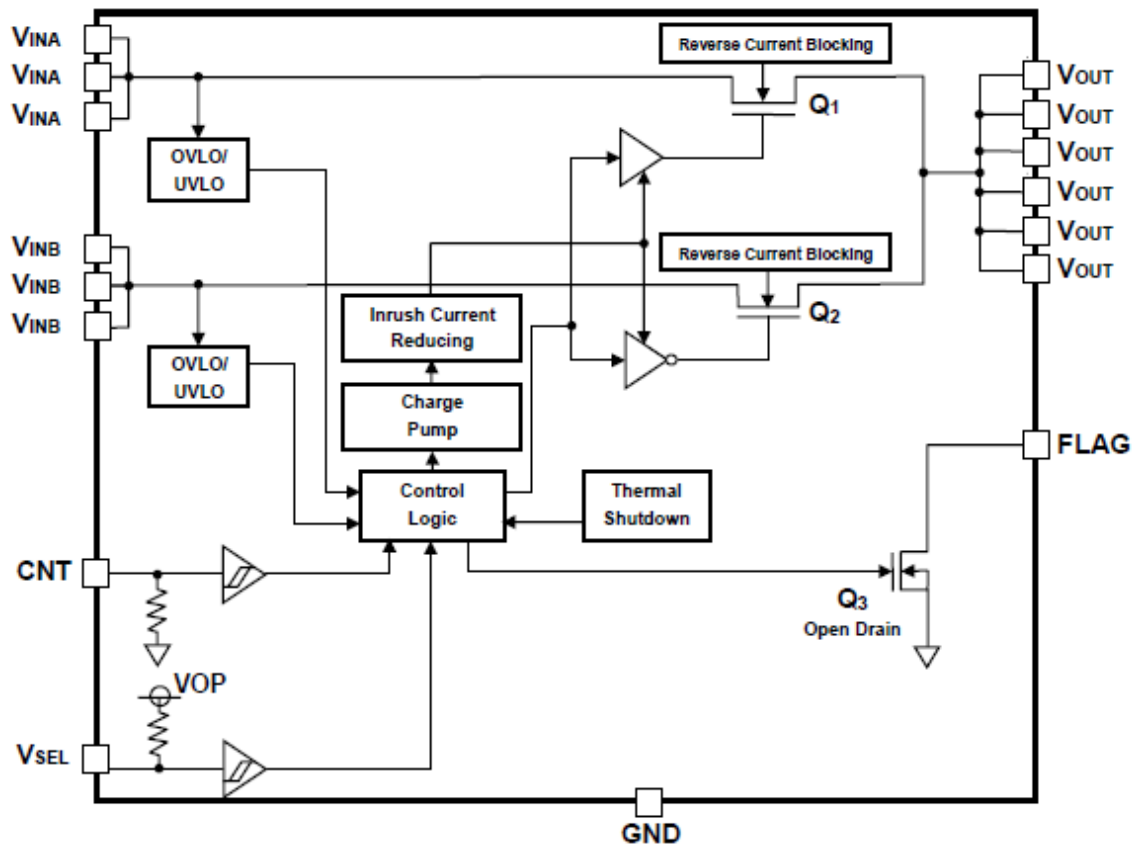 VINA
VINA
VINA
Reverse Current Blocking
Q1
VOUT
VOUT
VOUT
VOUT
VOUT
VOUT
OVLO/
UVLO
VINB
VINB
VINB
Reverse Current Blocking
Q2
Inrush Current
Reducing
OVLO/
UVLO
Charge
Pump
FLAG
Control
Logic
Thermal
Shutdown
CNT
Q3
Open Drain
VOP
VSEL
GND